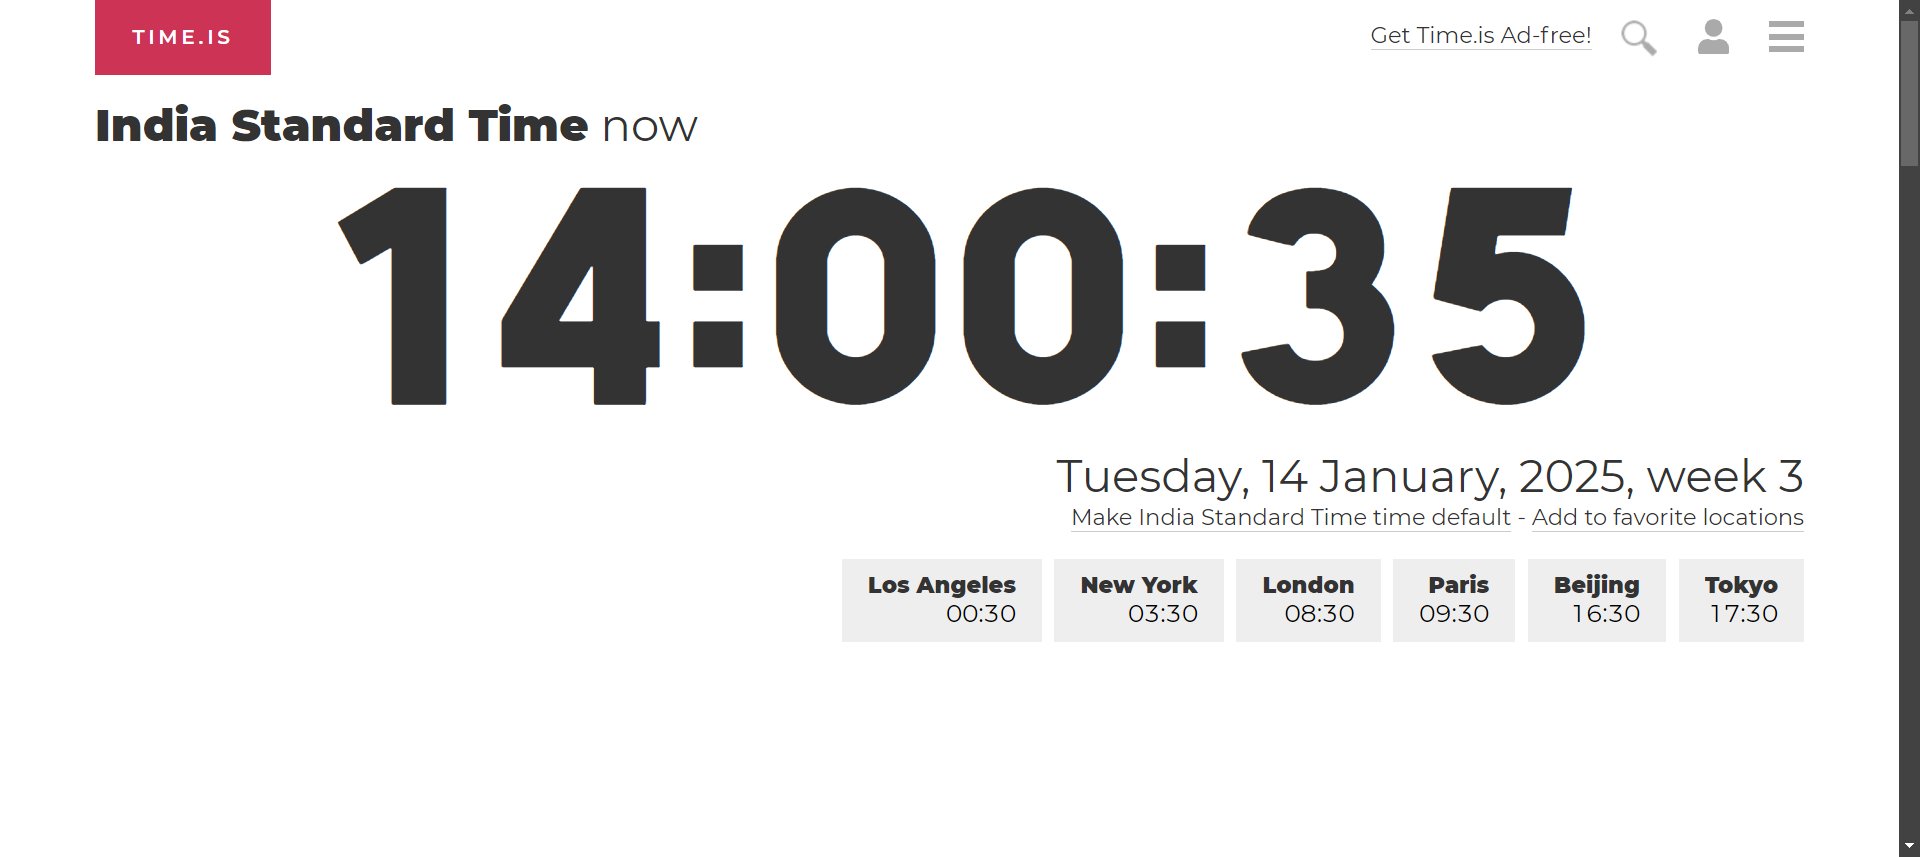 TIME.IS
Get Time.is Ad-free!
India Standard Time now
14:00:35
Tuesday, 14 January, 2025, week 3
Make India Standard Time time default - Add to favorite locations
Los Angeles New York London Paris Beijing Tokyo
00:30 03:30 08:30 09:30 16:30 17:30